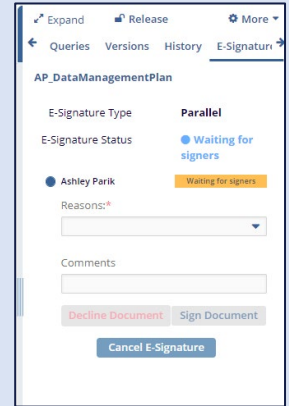 Expand Release More
Queries Versions History E-Signature
AP_DataManagementPlan
E-Signature Type Parallel
E-Signature Status Waiting for
signers
Ashley Parik Waiting for signers
Reasons:*
Comments
Decline Document Sign Document
Cancel E-Signature